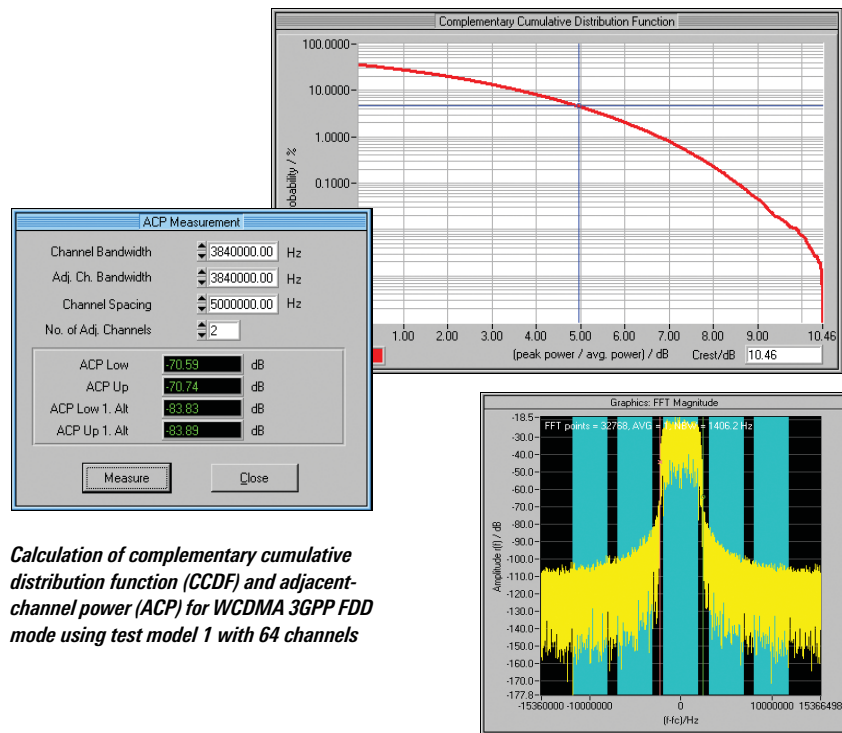 Complementary Cumulative Distribution Function
100.0000
10.0000
1.0000
0.1000
1.00 2.00 3.00 4.00 5.00 6.00 7.00 8.00 9.00 10.46
(peak power / avg. power) / dB Crest/dB 10.46
ACP Measurement
Channel Bandwidth 3840000.00 Hz
Adj. Ch. Bandwidth 3840000.00 Hz
Channel Spacing 5000000.00 Hz
No. of Adj. Channels 2
ACP Low -70.59 dB
ACP Up -70.74 dB
ACP Low 1. Alt -83.83 dB
ACP Up 1. Alt -83.89 dB
Measure Close
Calculation of complementary cumulative
distribution function (CCDF) and adjacent-
channel power (ACP) for WCDMA 3GPP FDD
mode using test model 1 with 64 channels
Graphics: FFT Magnitude
FFT points = 32768, AVG = 1, = 1406.2 Hz
-18.5
-30.0
-40.0
-50.0
-60.0
-70.0
-80.0
-90.0
-100.0
-110.0
-120.0
-130.0
-140.0
-150.0
-160.0
-170.0
-177.8
Amplitude r(f) / dB
-15360000 -10000000 0 10000000 15366498
(f-fc)/Hz